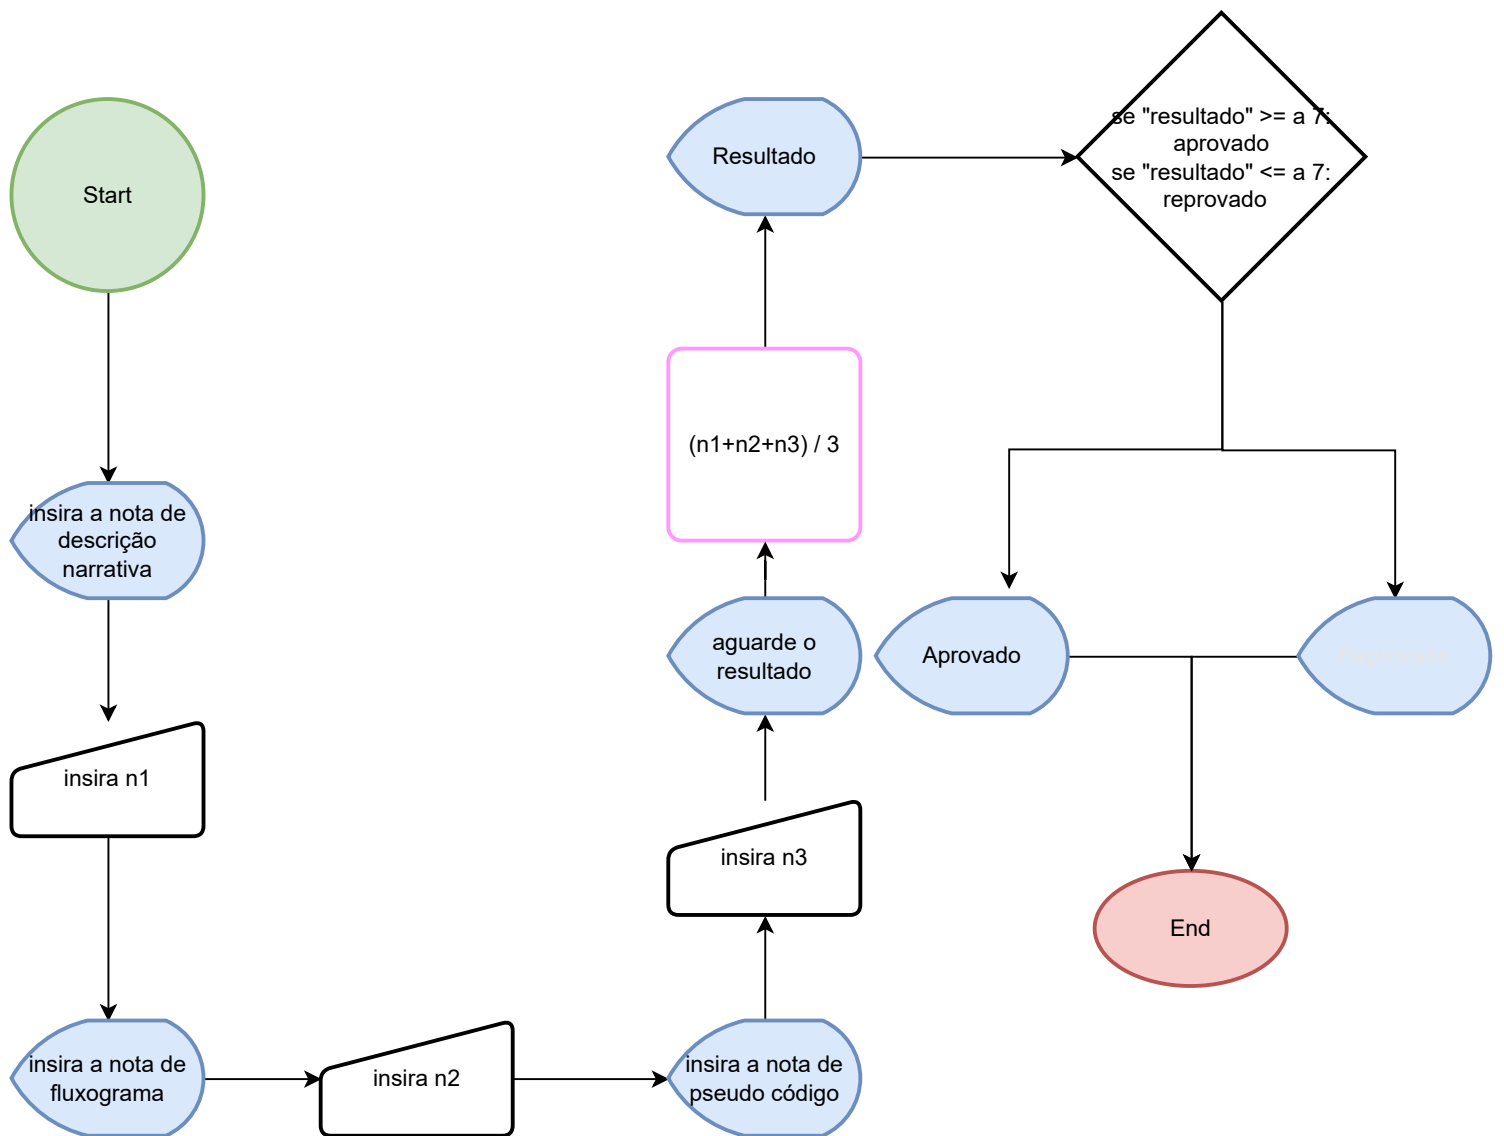 Start
insira a nota de
descrição
narrativa
insira n1
insira a nota de
fluxograma
insira n2
insira a nota de
pseudo código
insira n3
aguarde o
resultado
(n1+n2+n3) / 3
Resultado
se "resultado" >= a 7:
aprovado
se "resultado" <= a 7:
reprovado
Aprovado
Reprovado
End